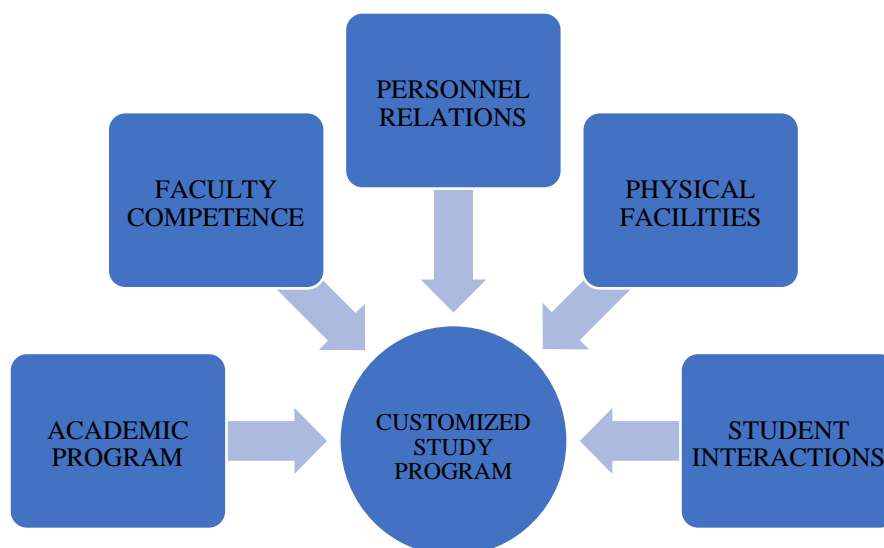 PERSONNEL
RELATIONS
FACULTY
COMPETENCE
PHYSICAL
FACILITIES
ACADEMIC
PROGRAM
CUSTOMIZED
STUDY
PROGRAM
STUDENT
INTERACTIONS